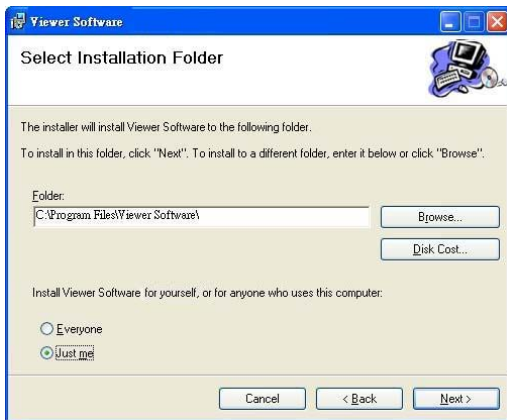 Viewer Software
Select Installation Folder
The installer will install Viewer Software to the following folder.
To install in this folder, click "Next". To install to a different folder, enter it below or click "Browse".
Folder:
C:\Program Files\Viewer Software\
Browse...
Disk Cost...
Install Viewer Software for yourself, or for anyone who uses this computer:
Everyone
Just me
Cancel
< Back
Next >